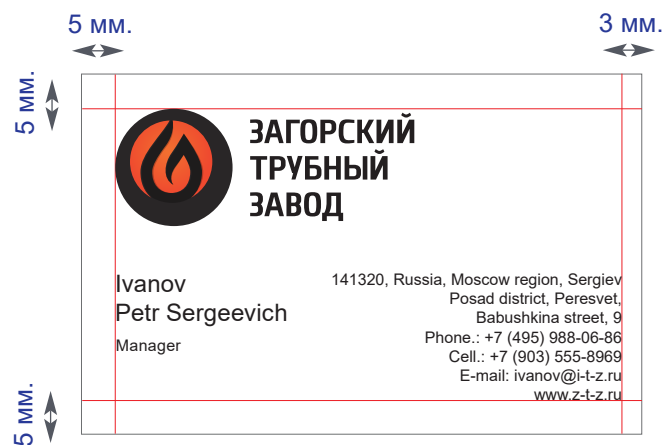 5 мм.
3 мм.
5 мм.
ЗАГОРСКИЙ
ТРУБНЫЙ
ЗАВОД
Ivanov
Petr Sergeevich
Manager
141320, Russia, Moscow region, Sergiev
Posad district, Peresvet,
Babushkina street, 9
Phone.: +7 (495) 988-06-86
Cell.: +7 (903) 555-8969
E-mail: ivanov@i-t-z.ru
www.z-t-z.ru
5 мм.